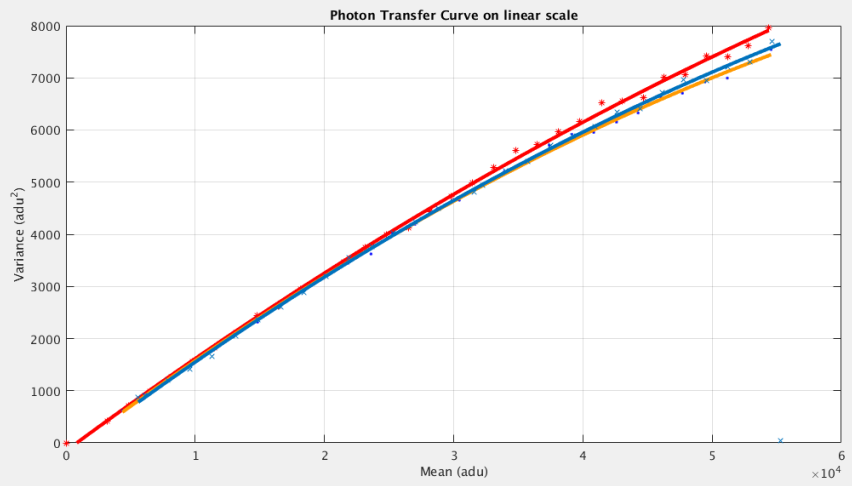 Photon Transfer Curve on linear scale
8000
7000
6000
5000
4000
3000
2000
1000
0
Variance (adu²)
0 1 2 3 4 5 6
Mean (adu)
×10⁴